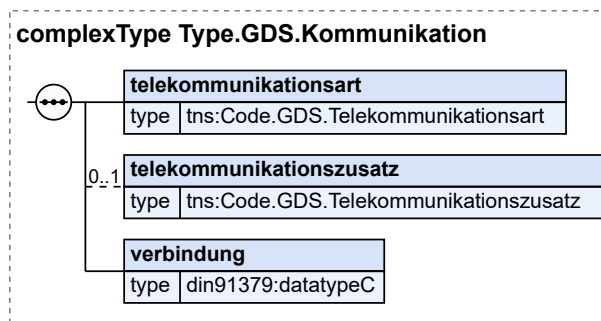 complexType Type.GDS.Kommunikation
telekommunikationsart
type tns:Code.GDS.Telekommunikationsart
0..1
telekommunikationszusatz
type tns:Code.GDS.Telekommunikationszusatz
verbindung
type din91379:datatypeC